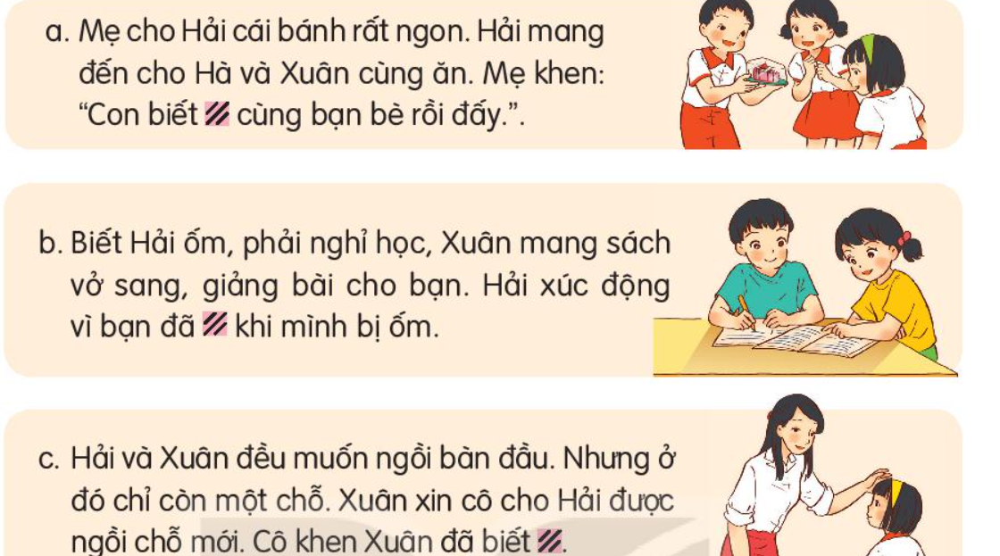 a. Mẹ cho Hải cái bánh rất ngon. Hải mang
đến cho Hà và Xuân cùng ăn. Mẹ khen:
“Con biết cùng bạn bè rồi đấy.”.
b. Biết Hải ốm, phải nghỉ học, Xuân mang sách
vở sang, giảng bài cho bạn. Hải xúc động
vì bạn đã khi mình bị ốm.
c. Hải và Xuân đều muốn ngồi bàn đầu. Nhưng ở
đó chỉ còn một chỗ. Xuân xin cô cho Hải được
ngồi chỗ mới. Cô khen Xuân đã biết .